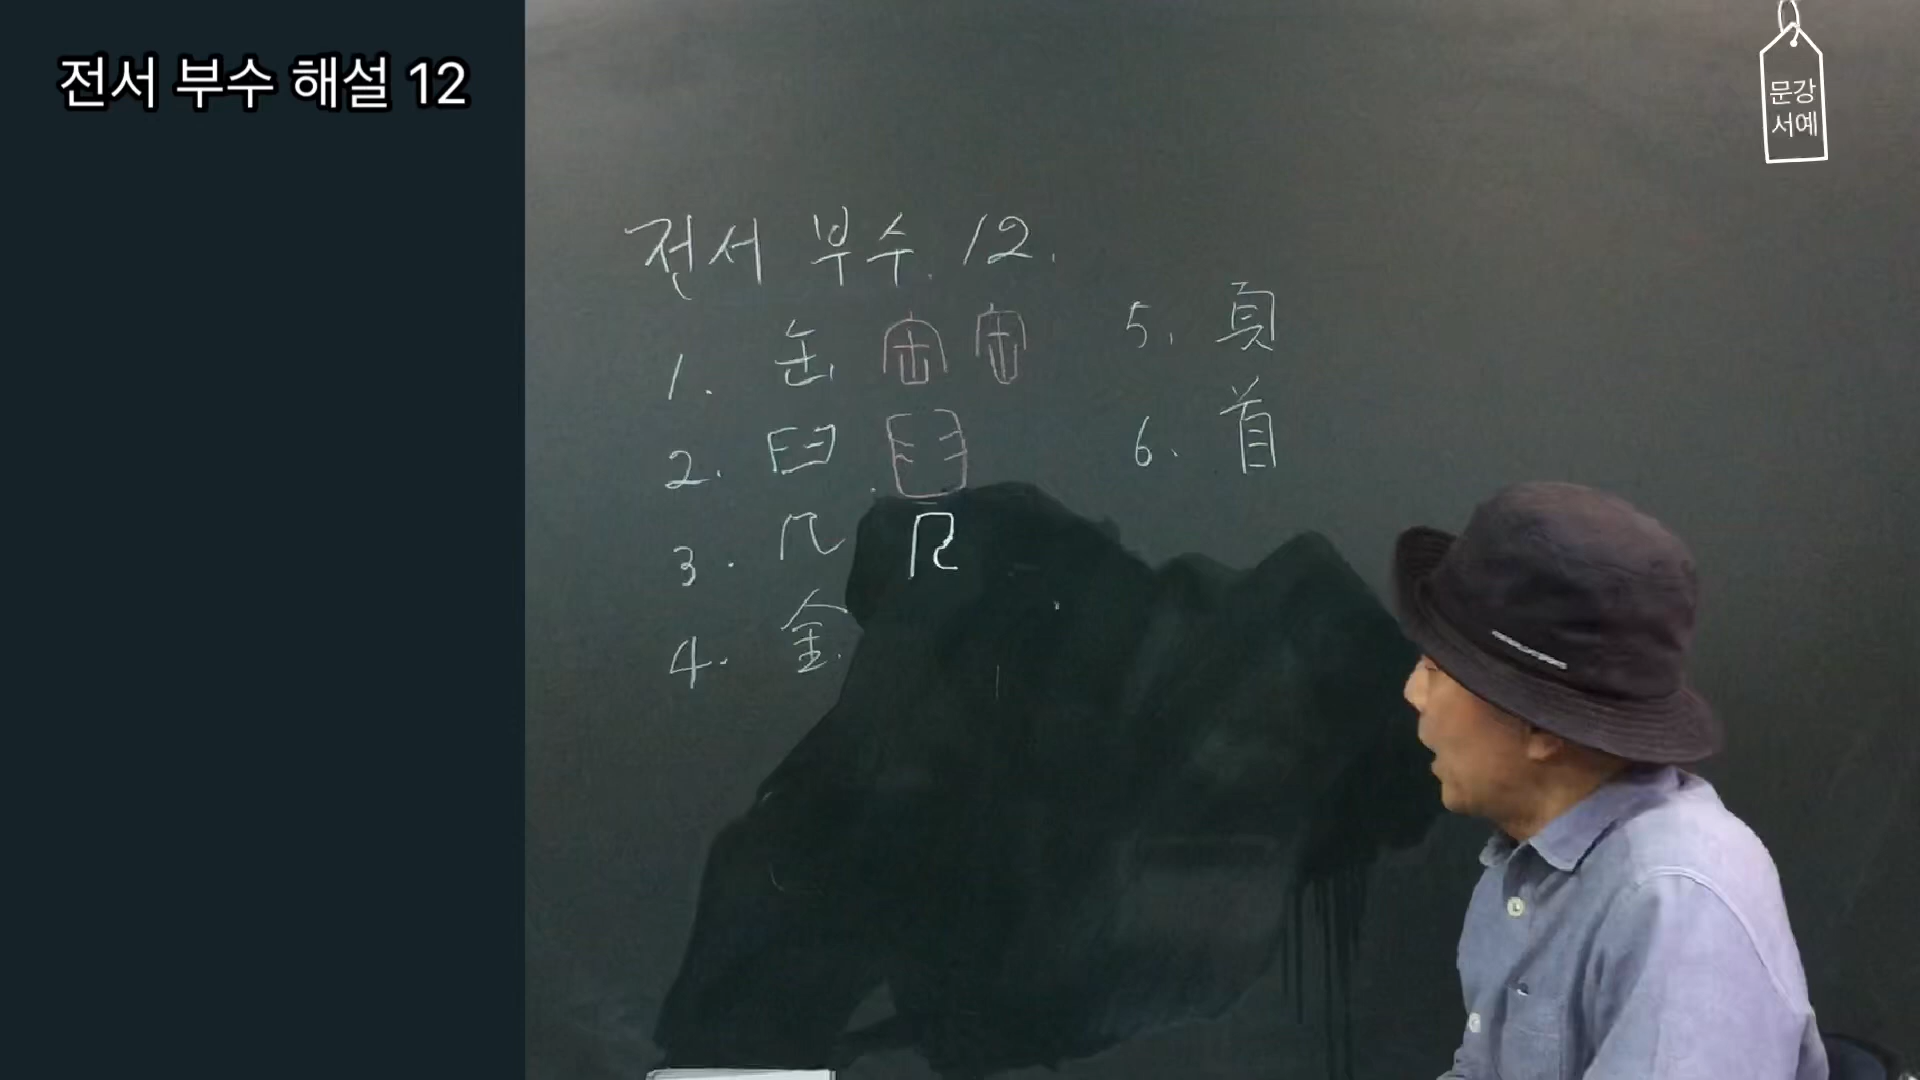 전서 부수 해설 12
문강
서예
전서 부수. 12.
1. 缶
2. 臼
3. 几
4. 金
5. 頁
6. 首